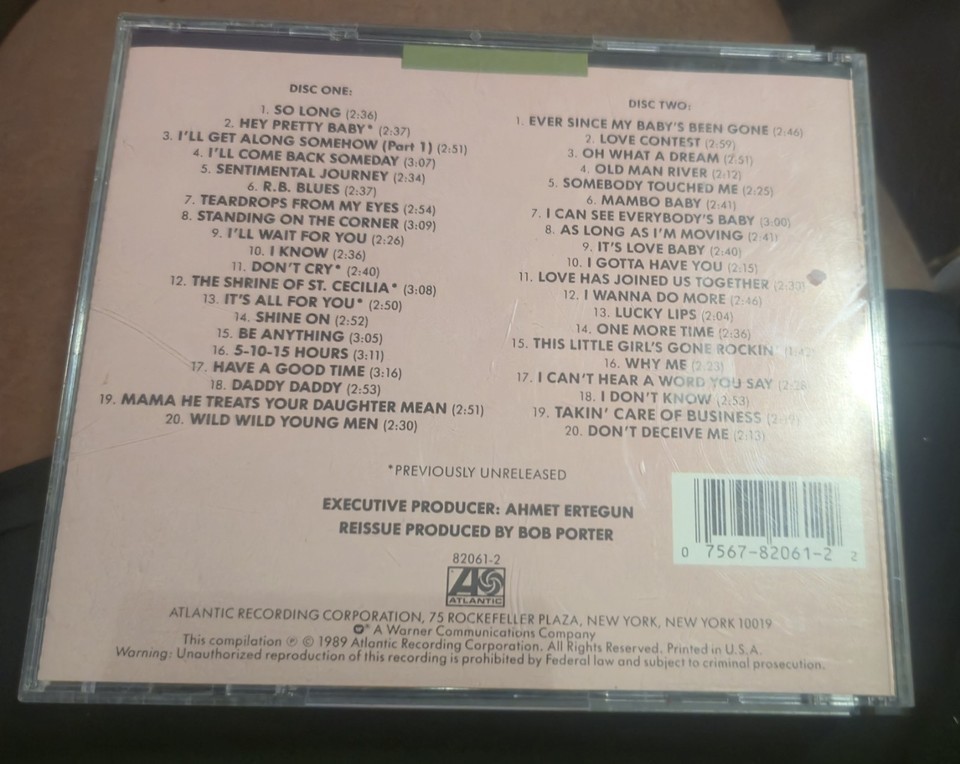 DISC ONE:
1. SO LONG (2:36)
2. HEY PRETTY BABY* (2:37)
3. I'LL GET ALONG SOMEHOW (Part 1) (2:51)
4. I'LL COME BACK SOMEDAY (3:07)
5. SENTIMENTAL JOURNEY (2:34)
6. R.B. BLUES (2:37)
7. TEARDROPS FROM MY EYES (2:54)
8. STANDING ON THE CORNER (3:09)
9. I'LL WAIT FOR YOU (2:26)
10. I KNOW (2:36)
11. DON'T CRY* (2:40)
12. THE SHRINE OF ST. CECILIA* (3:08)
13. IT'S ALL FOR YOU* (2:50)
14. SHINE ON (2:52)
15. BE ANYTHING (3:05)
16. 5-10-15 HOURS (3:11)
17. HAVE A GOOD TIME (3:16)
18. DADDY DADDY (2:53)
19. MAMA HE TREATS YOUR DAUGHTER MEAN (2:51)
20. WILD WILD YOUNG MEN (2:30)
DISC TWO:
1. EVER SINCE MY BABY'S BEEN GONE (2:46)
2. LOVE CONTEST (2:59)
3. OH WHAT A DREAM (2:51)
4. OLD MAN RIVER (2:12)
5. SOMEBODY TOUCHED ME (2:25)
6. MAMBO BABY (2:41)
7. I CAN SEE EVERYBODY'S BABY (3:00)
8. AS LONG AS I'M MOVING (2:41)
9. IT'S LOVE BABY (2:40)
10. I GOTTA HAVE YOU (2:15)
11. LOVE HAS JOINED US TOGETHER
12. I WANNA DO MORE (2:46)
13. LUCKY LIPS (2:04)
14. ONE MORE TIME (2:36)
15. THIS LITTLE GIRL'S GONE ROCKIN'
16. WHY ME (2:23)
17. I CAN'T HEAR A WORD YOU SAY
18. I DON'T KNOW (2:53)
19. TAKIN' CARE OF BUSINESS
20. DON'T DECEIVE ME (2:13)
*PREVIOUSLY UNRELEASED
EXECUTIVE PRODUCER: AHMET ERTEGUN
REISSUE PRODUCED BY BOB PORTER
0 7567-82061-2 2
82061-2
ATLANTIC
ATLANTIC RECORDING CORPORATION, 75 ROCKEFELLER PLAZA, NEW YORK, NEW YORK 10019
A Warner Communications Company
This compilation ℗ © 1989 Atlantic Recording Corporation. All Rights Reserved. Printed in U.S.A.
Warning: Unauthorized reproduction of this recording is prohibited by Federal law and subject to criminal prosecution.